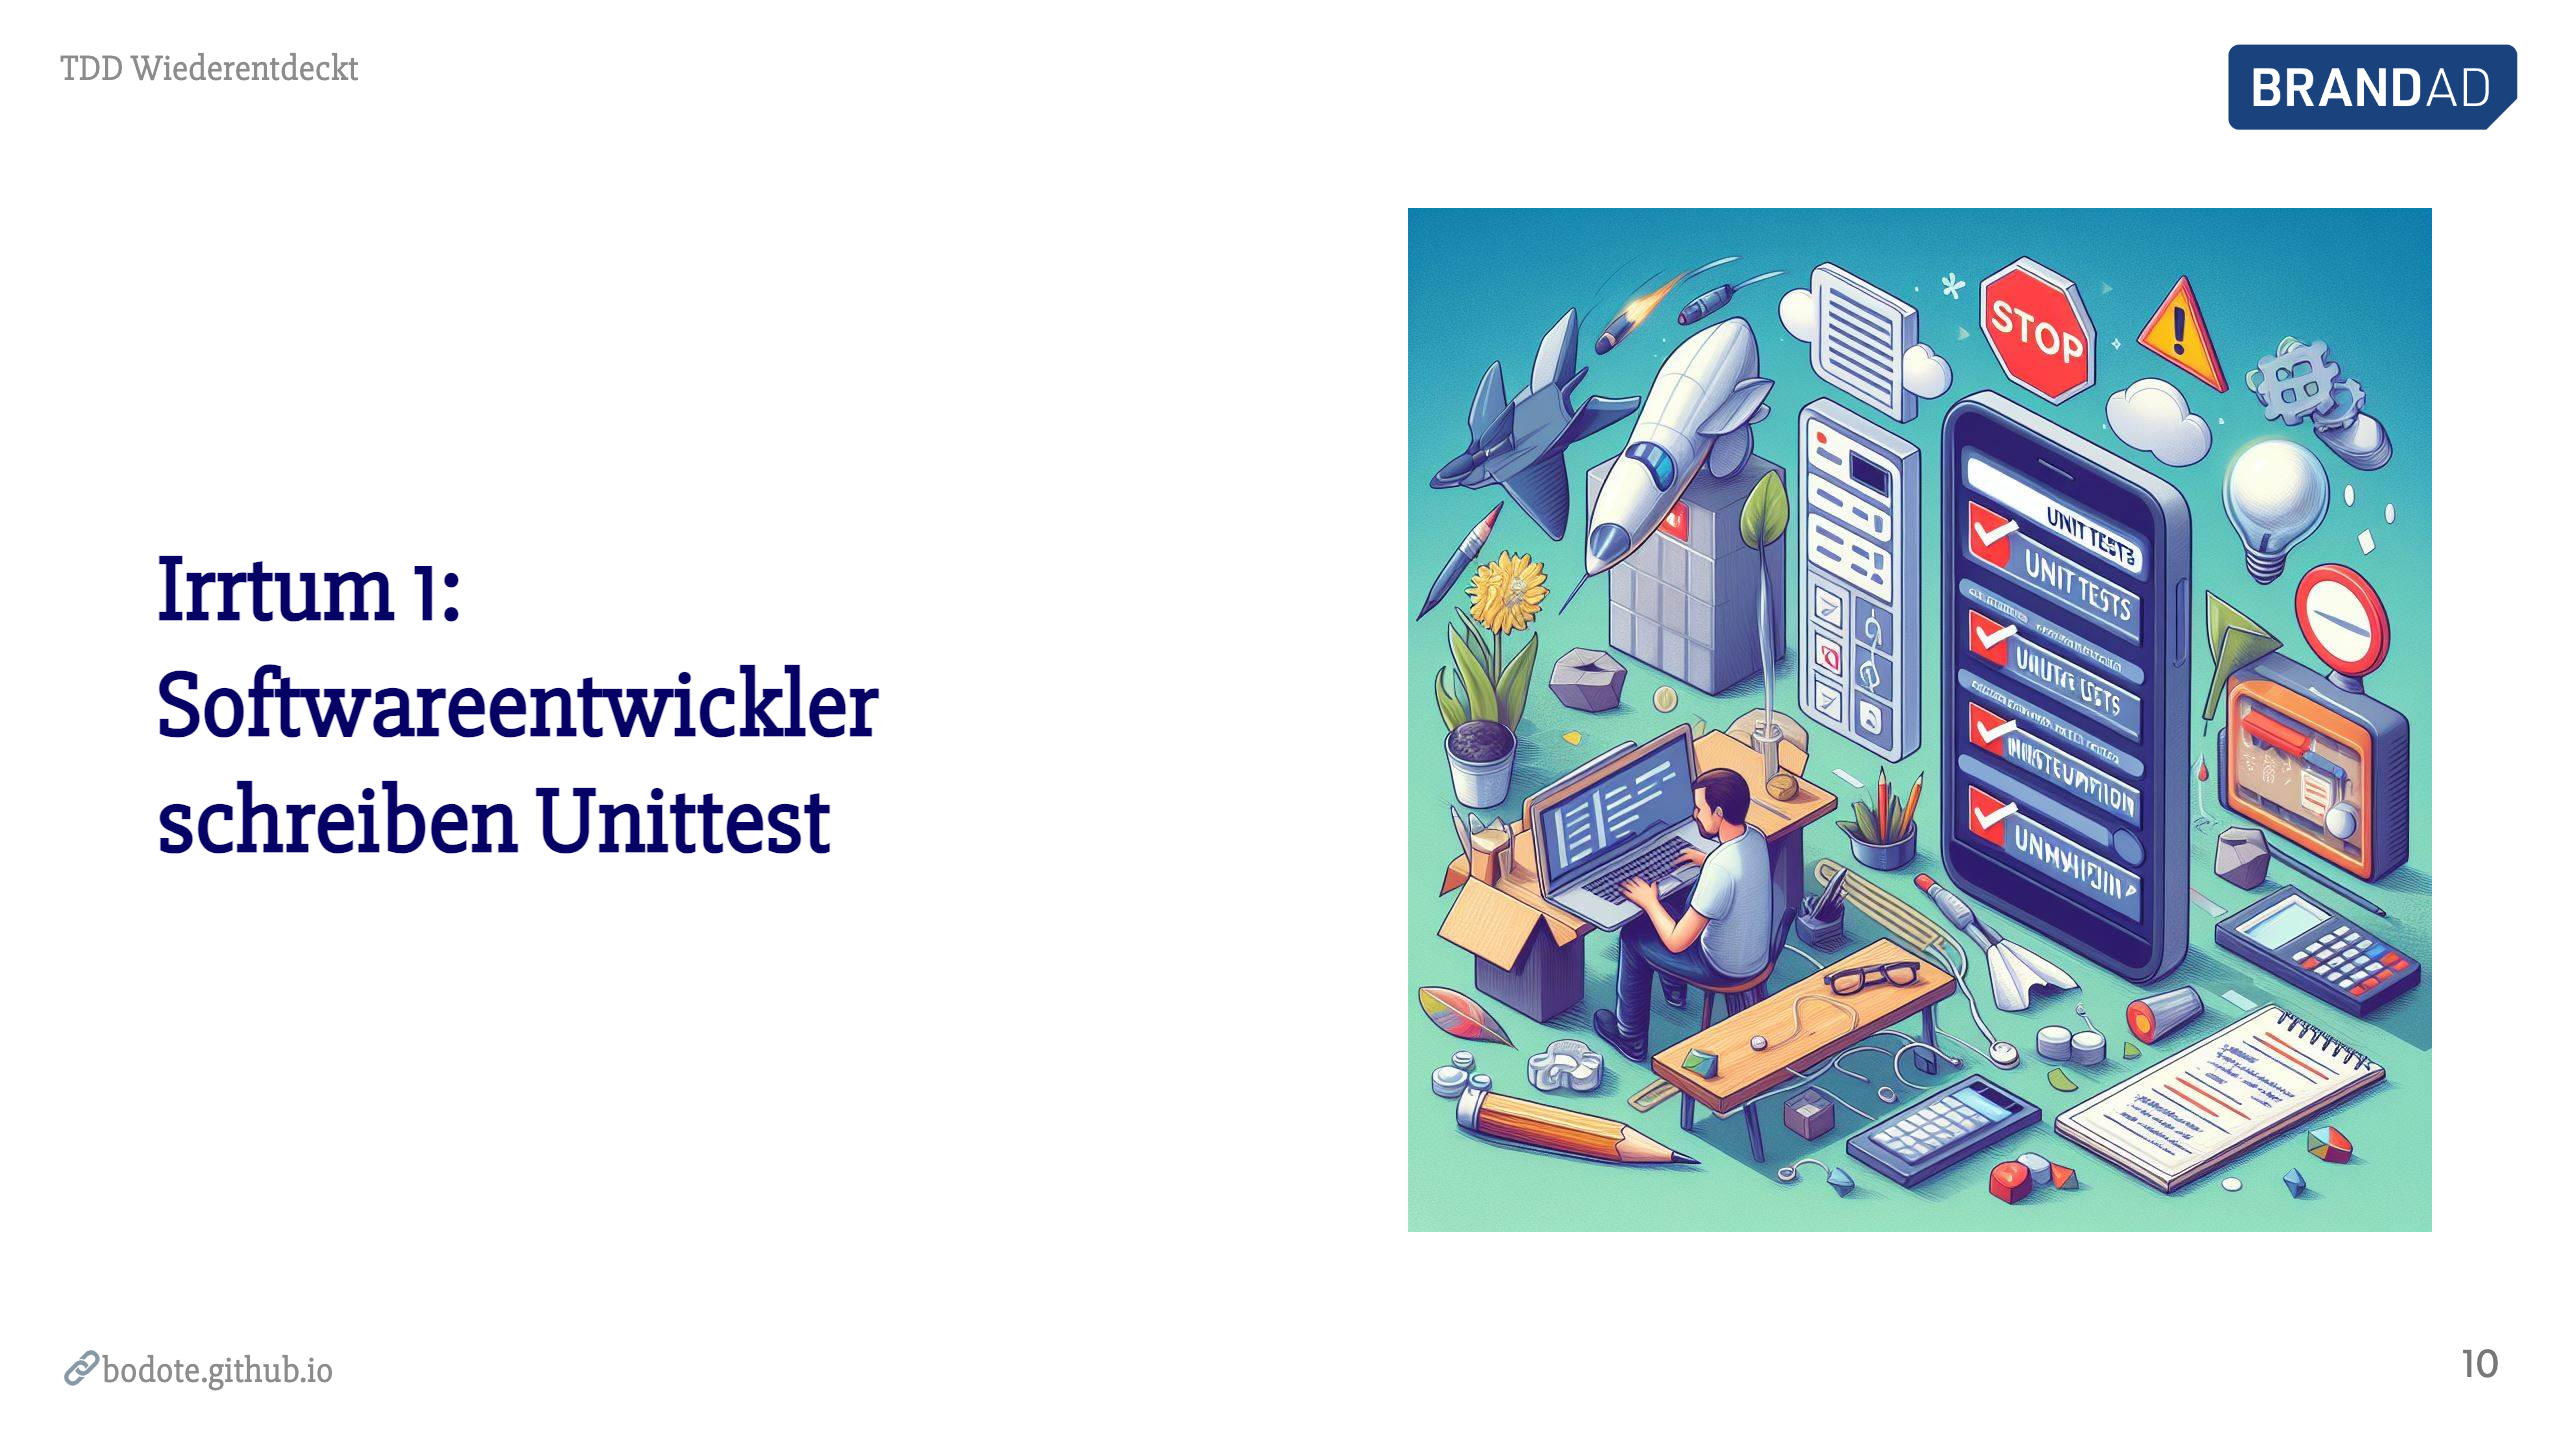 TDD Wiederentdeckt
BRANDAD
Irrtum 1:
Softwareentwickler
schreiben Unittest
STOP
UNIT TESTS
UNIT TESTS
bodote.github.io
10